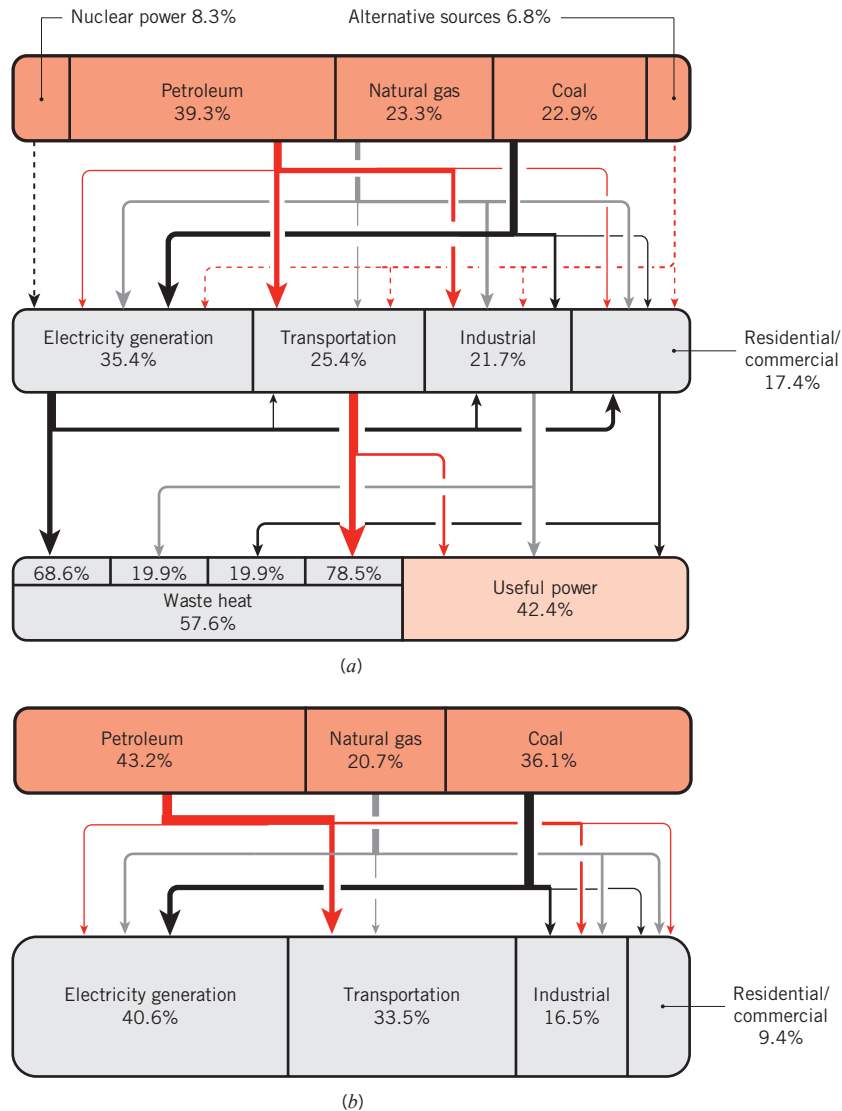 Nuclear power 8.3%
Alternative sources 6.8%
Petroleum
39.3%
Natural gas
23.3%
Coal
22.9%
Electricity generation
35.4%
Transportation
25.4%
Industrial
21.7%
Residential/
commercial
17.4%
68.6%
19.9%
19.9%
78.5%
Waste heat
57.6%
Useful power
42.4%
(a)
Petroleum
43.2%
Natural gas
20.7%
Coal
36.1%
Electricity generation
40.6%
Transportation
33.5%
Industrial
16.5%
Residential/
commercial
9.4%
(b)